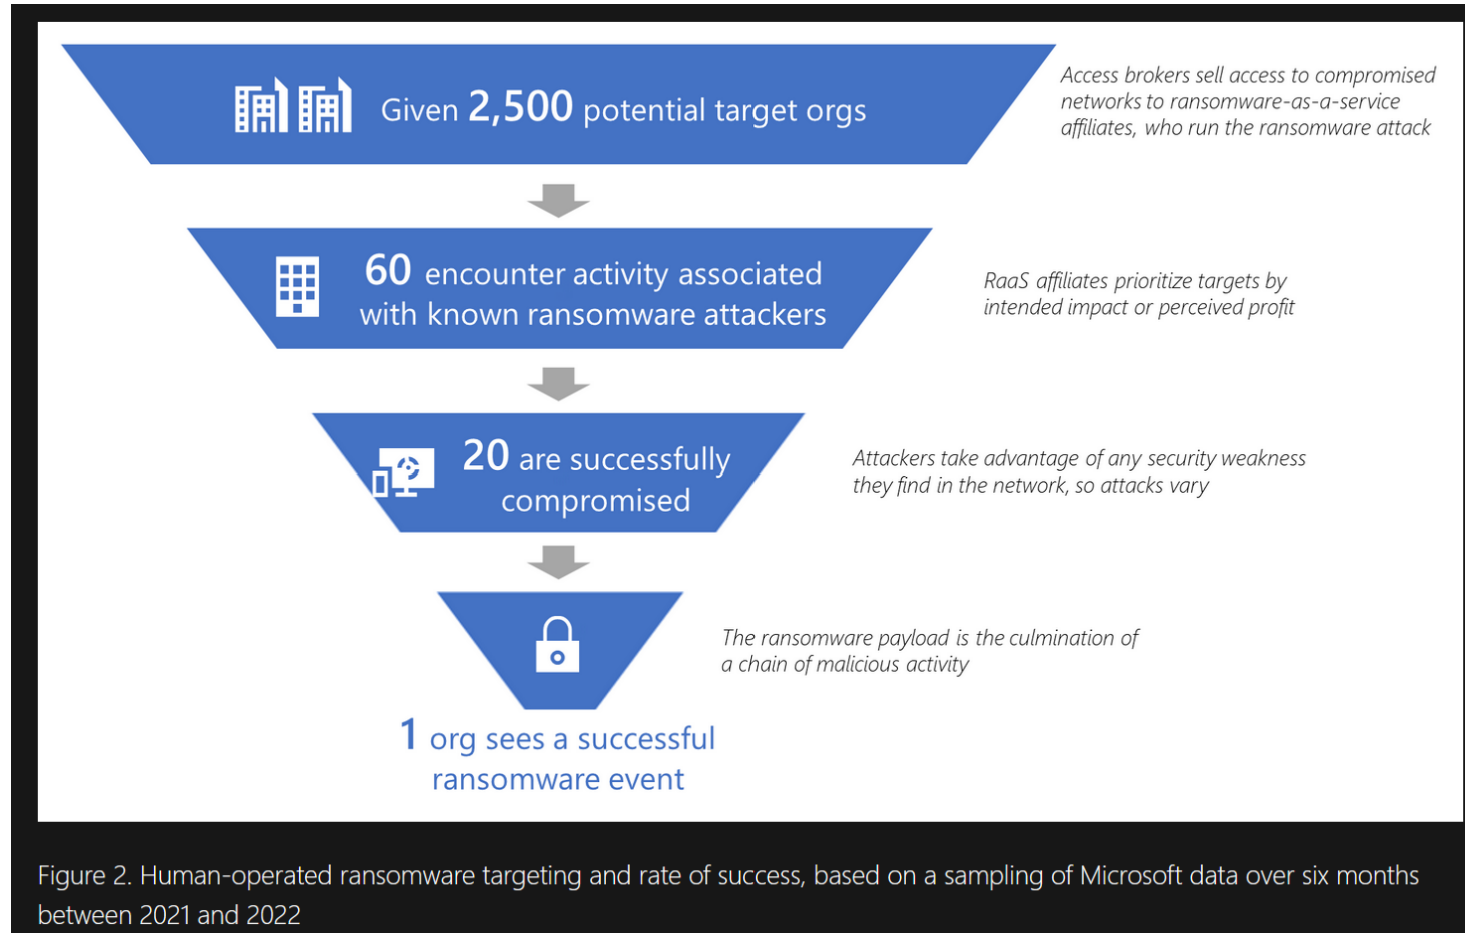 Given 2,500 potential target orgs
Access brokers sell access to compromised
networks to ransomware-as-a-service
affiliates, who run the ransomware attack
60 encounter activity associated
with known ransomware attackers
RaaS affiliates prioritize targets by
intended impact or perceived profit
20 are successfully
compromised
Attackers take advantage of any security weakness
they find in the network, so attacks vary
The ransomware payload is the culmination of
a chain of malicious activity
1 org sees a successful
ransomware event
Figure 2. Human-operated ransomware targeting and rate of success, based on a sampling of Microsoft data over six months
between 2021 and 2022